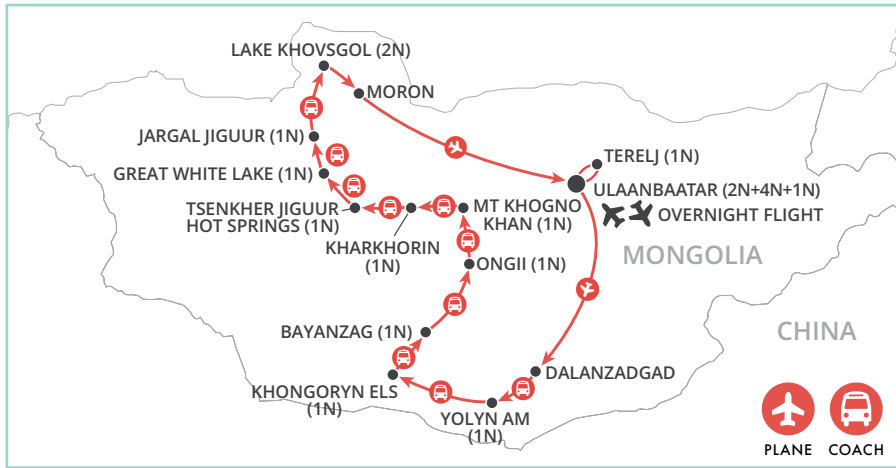 LAKE KHOVSGOL (2N)
MORON
JARGAL JIGUUR (1N)
TERELJ (1N)
GREAT WHITE LAKE (1N)
ULAANBAATAR (2N+4N+1N)
TSENKHER JIGUUR
HOT SPRINGS (1N)
MT KHOGNO
KHAN (1N)
OVERNIGHT FLIGHT
KHARKHORIN
(1N)
MONGOLIA
ONGII (1N)
BAYANZAG (1N)
CHINA
DALANZADGAD
KHONGORYN ELS
(1N)
YOLYN AM
(1N)
PLANE
COACH